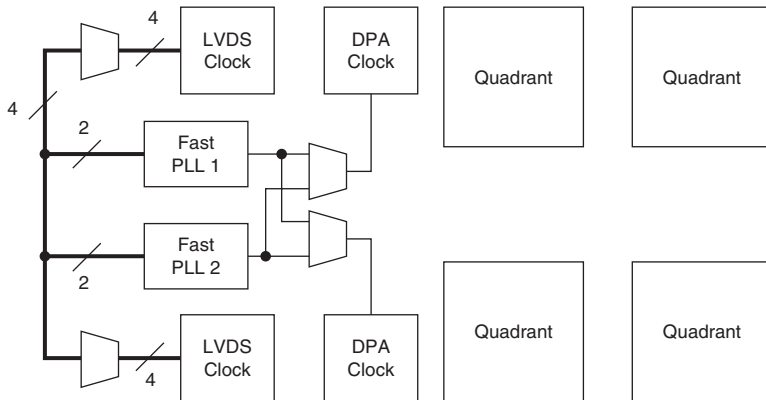 4
LVDS
Clock
DPA
Clock
Quadrant
Quadrant
4
2
Fast
PLL 1
Fast
PLL 2
2
LVDS
Clock
4
DPA
Clock
Quadrant
Quadrant